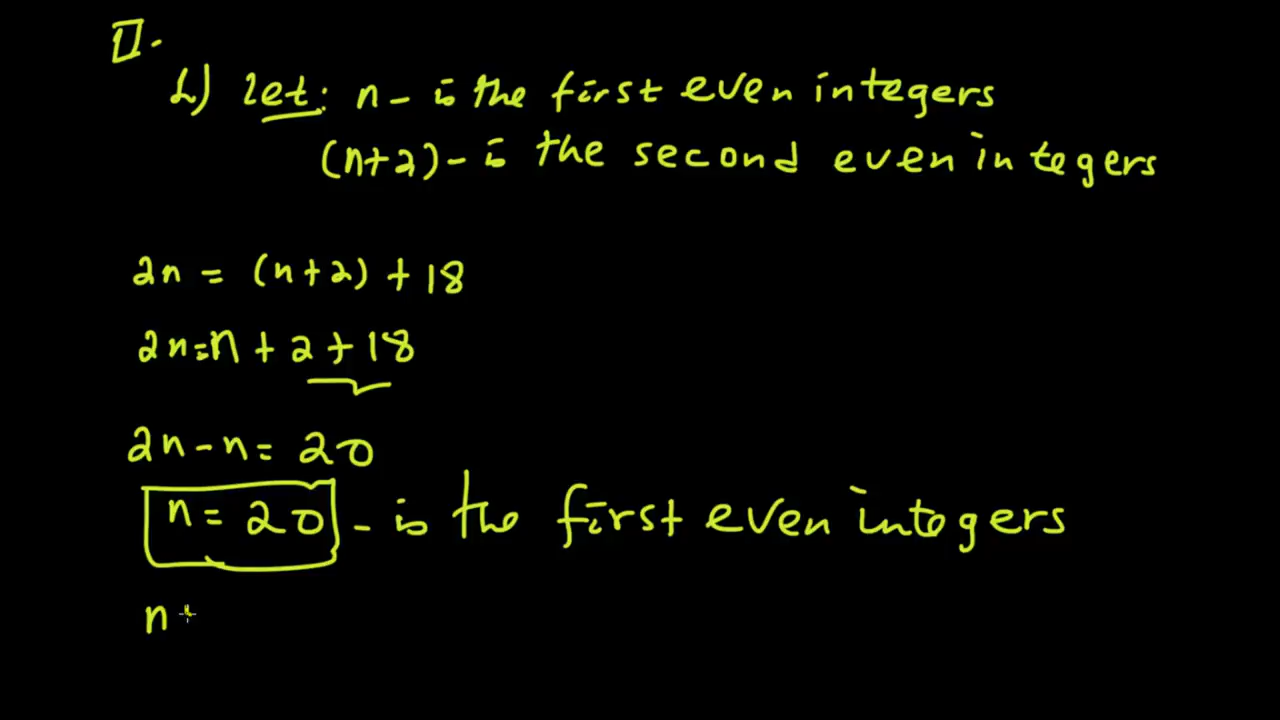 II.
1) let: n - is the first even integers
(n+2) - is the second even integers
2n = (n+2) + 18
2n = n + 2 + 18
2n - n = 20
n = 20 - is the first even integers
n +